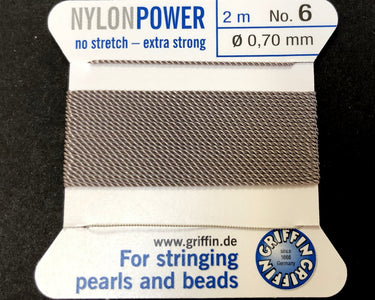 NYLONPOWER
no stretch – extra strong
2 m No. 6
Ø 0,70 mm
www.griffin.de
For stringing
pearls and beads
GRIFFIN
GRIFFIN
since
1866
Germany